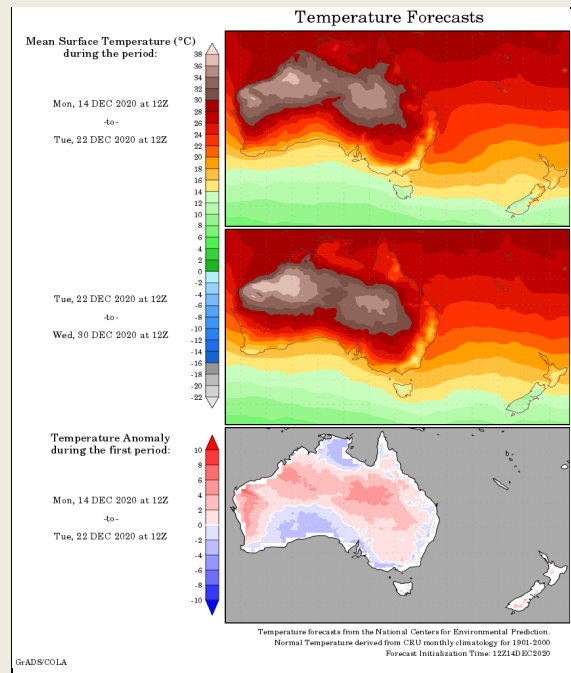 Temperature Forecasts
Mean Surface Temperature (°C)
during the period:
Mon, 14 DEC 2020 at 12Z
-to-
Tue, 22 DEC 2020 at 12Z
38
36
34
32
30
28
26
24
22
20
18
16
14
12
10
8
6
4
2
0
-2
-4
-6
-8
-10
-12
-14
-16
-18
-20
-22
Tue, 22 DEC 2020 at 12Z
-to-
Wed, 30 DEC 2020 at 12Z
Temperature Anomaly
during the first period:
Mon, 14 DEC 2020 at 12Z
-to-
Tue, 22 DEC 2020 at 12Z
10
8
6
4
2
0
-2
-4
-6
-8
-10
Temperature forecasts from the National Centers for Environmental Prediction.
Normal Temperature derived from CRU monthly climatology for 1901-2000
Forecast Initialization Time: 12Z14DEC2020
GrADS/COLA